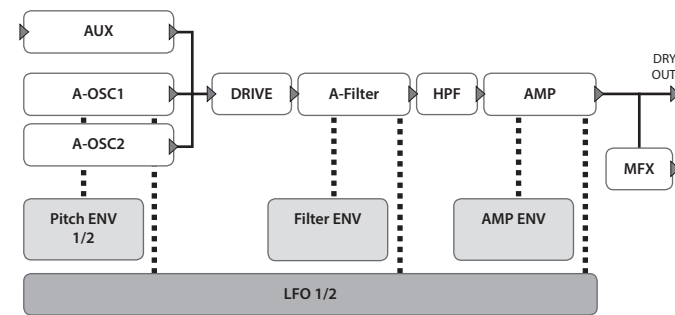 AUX
DRY
OUT
A-OSC1
DRIVE
A-Filter
HPF
AMP
A-OSC2
MFX
Pitch ENV
1/2
Filter ENV
AMP ENV
LFO 1/2